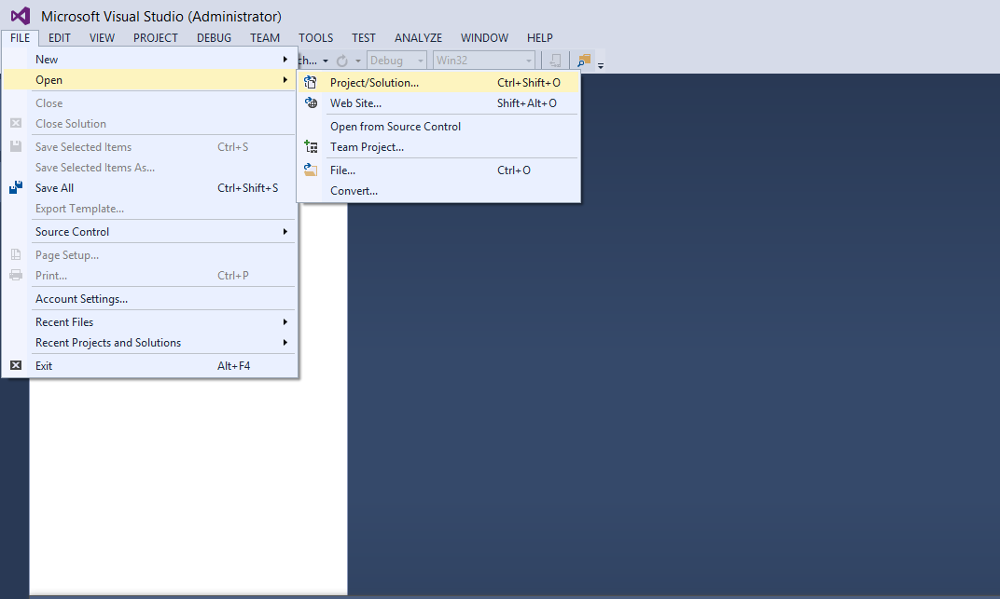 Microsoft Visual Studio (Administrator)
FILE EDIT VIEW PROJECT DEBUG TEAM TOOLS TEST ANALYZE WINDOW HELP
ch... Debug Win32
New
Open
Close
Close Solution
Save Selected Items Ctrl+S
Save Selected Items As...
Save All Ctrl+Shift+S
Export Template...
Source Control
Page Setup...
Print... Ctrl+P
Account Settings...
Recent Files
Recent Projects and Solutions
Exit Alt+F4
Project/Solution... Ctrl+Shift+O
Web Site... Shift+Alt+O
Open from Source Control
Team Project...
File... Ctrl+O
Convert...